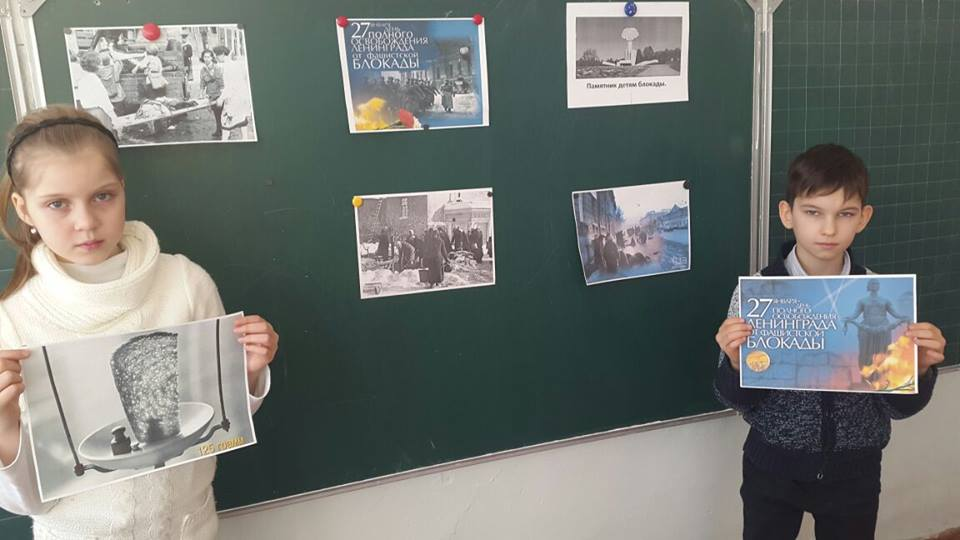 27 ЯНВАРЯ-
ДЕНЬ
ПОЛНОГО
ОСВОБОЖДЕНИЯ
ЛЕНИНГРАДА
ОТ ФАШИСТСКОЙ
БЛОКАДЫ
Памятник детям блокады.
125 грамм
27 ЯНВАРЯ-
ДЕНЬ
ПОЛНОГО
ОСВОБОЖДЕНИЯ
ЛЕНИНГРАДА
ОТ ФАШИСТСКОЙ
БЛОКАДЫ